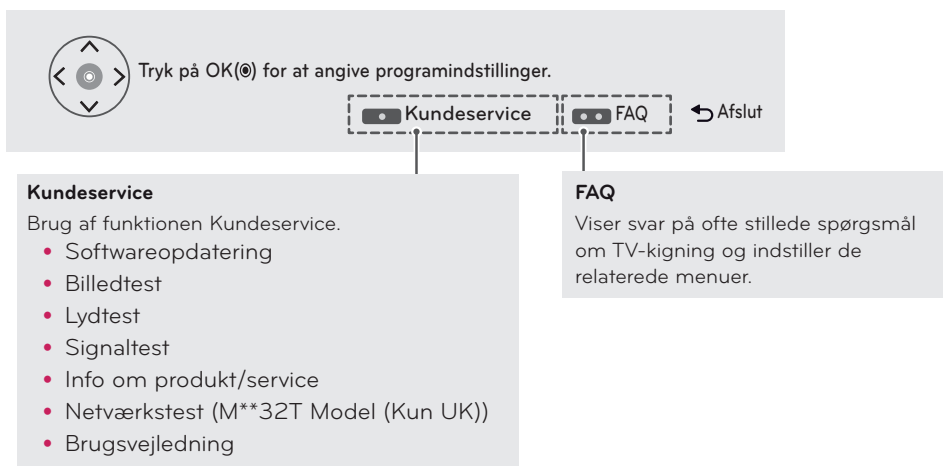 Tryk på OK(◉) for at angive programindstillinger.
Kundeservice
FAQ
Afslut
Kundeservice
Brug af funktionen Kundeservice.
• Softwareopdatering
• Billedtest
• Lydtest
• Signaltest
• Info om produkt/service
• Netværkstest (M**32T Model (Kun UK))
• Brugsvejledning
FAQ
Viser svar på ofte stillede spørgsmål
om TV-kigning og indstiller de
relaterede menuer.